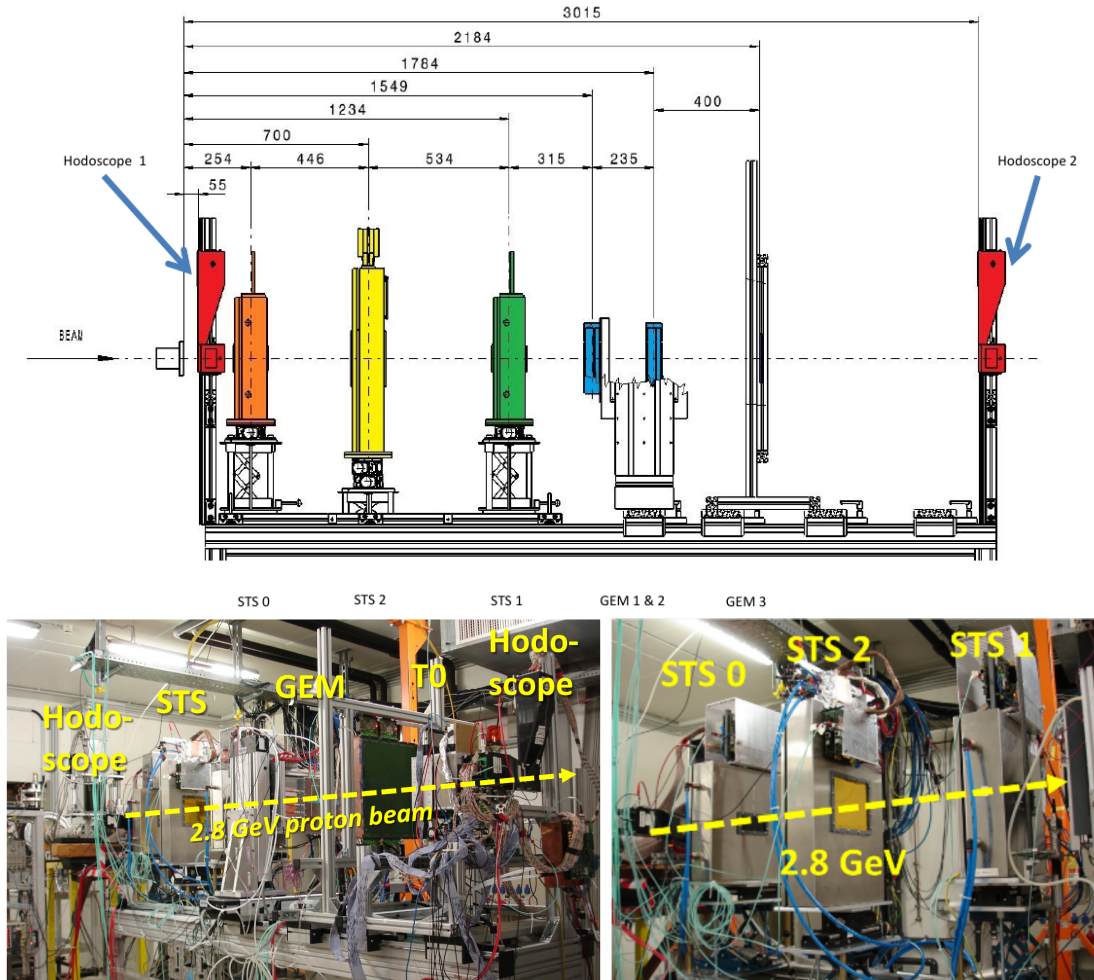 3015
2184
1784
1549
400
1234
700
254
446
534
315
235
Hodoscope 1
Hodoscope 2
55
BEAM
STS 0
STS 2
STS 1
GEM 1 & 2
GEM 3
Hodo-
scope
STS
GEM
T0
Hodo-
scope
2.8 GeV proton beam
STS 0
STS 2
STS 1
2.8 GeV